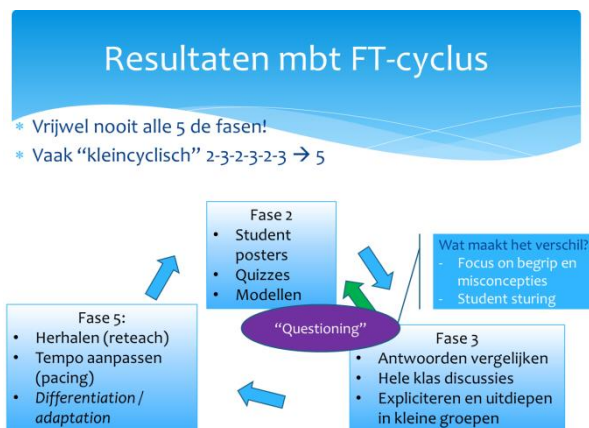 Resultaten mbt FT-cyclus
* Vrijwel nooit alle 5 de fasen!
* Vaak “kleincyclisch” 2-3-2-3-2-3 → 5
Fase 2
• Student
posters
• Quizzes
• Modellen
Wat maakt het verschil?
- Focus on begrip en
misconcepties
- Student sturing
“Questioning”
Fase 5:
• Herhalen (reteach)
• Tempo aanpassen
(pacing)
• Differentiation /
adaptation
Fase 3
• Antwoorden vergelijken
• Hele klas discussies
• Expliciteren en uitdiepen
in kleine groepen